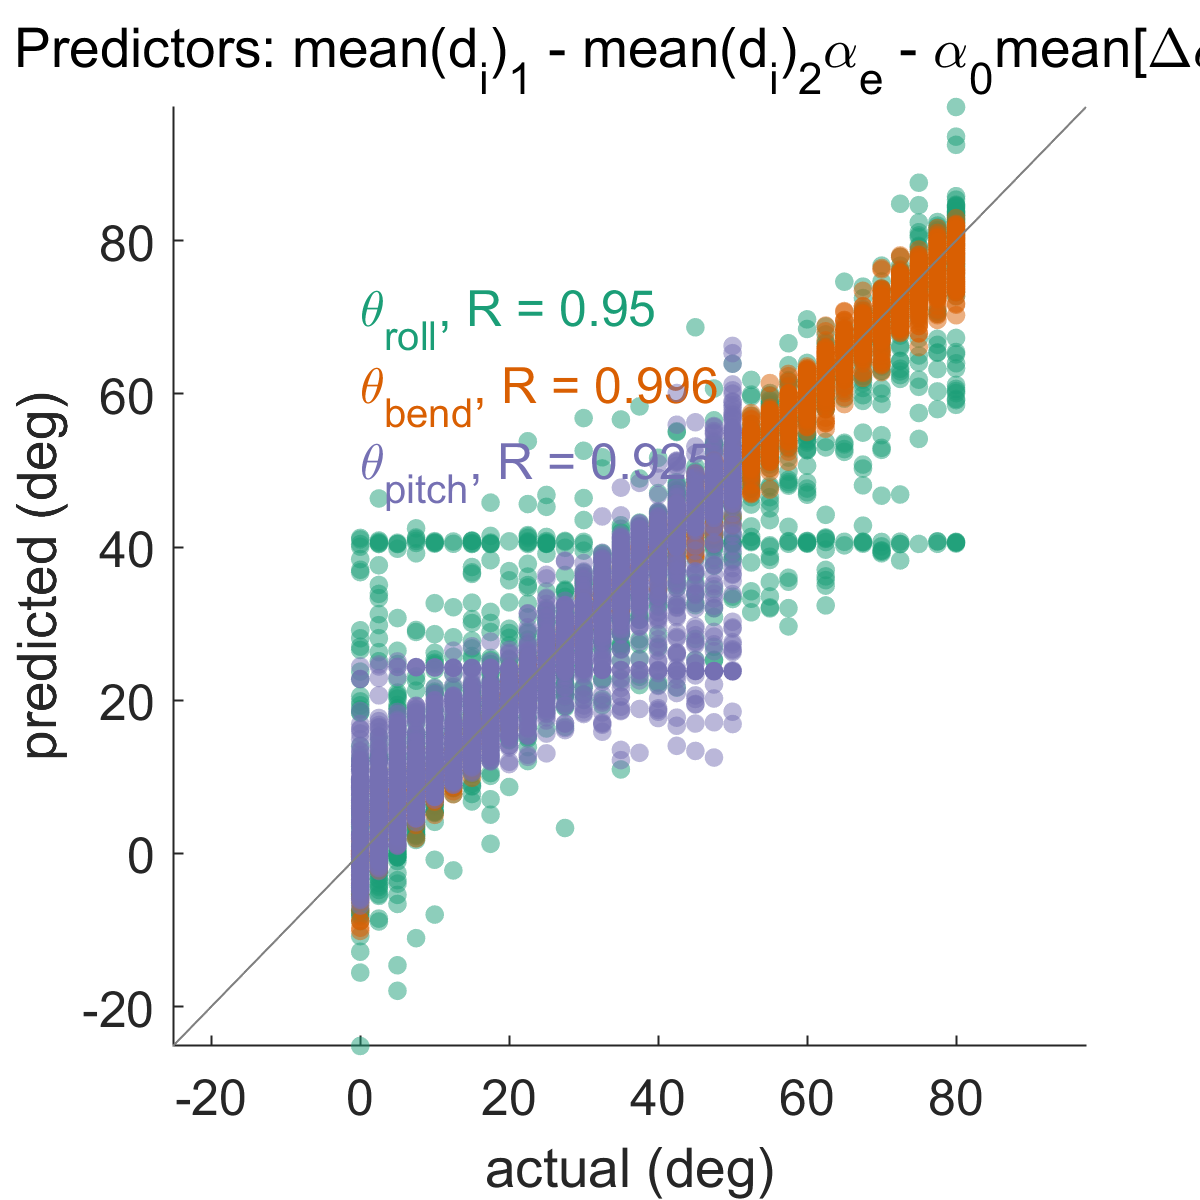 Predictors: mean(d_i)_1 - mean(d_i)_2α_e - α_0mean[Δ
80
60
40
20
0
-20
predicted (deg)
θ_roll, R = 0.95
θ_bend, R = 0.996
θ_pitch, R = 0.925
-20 0 20 40 60 80
actual (deg)